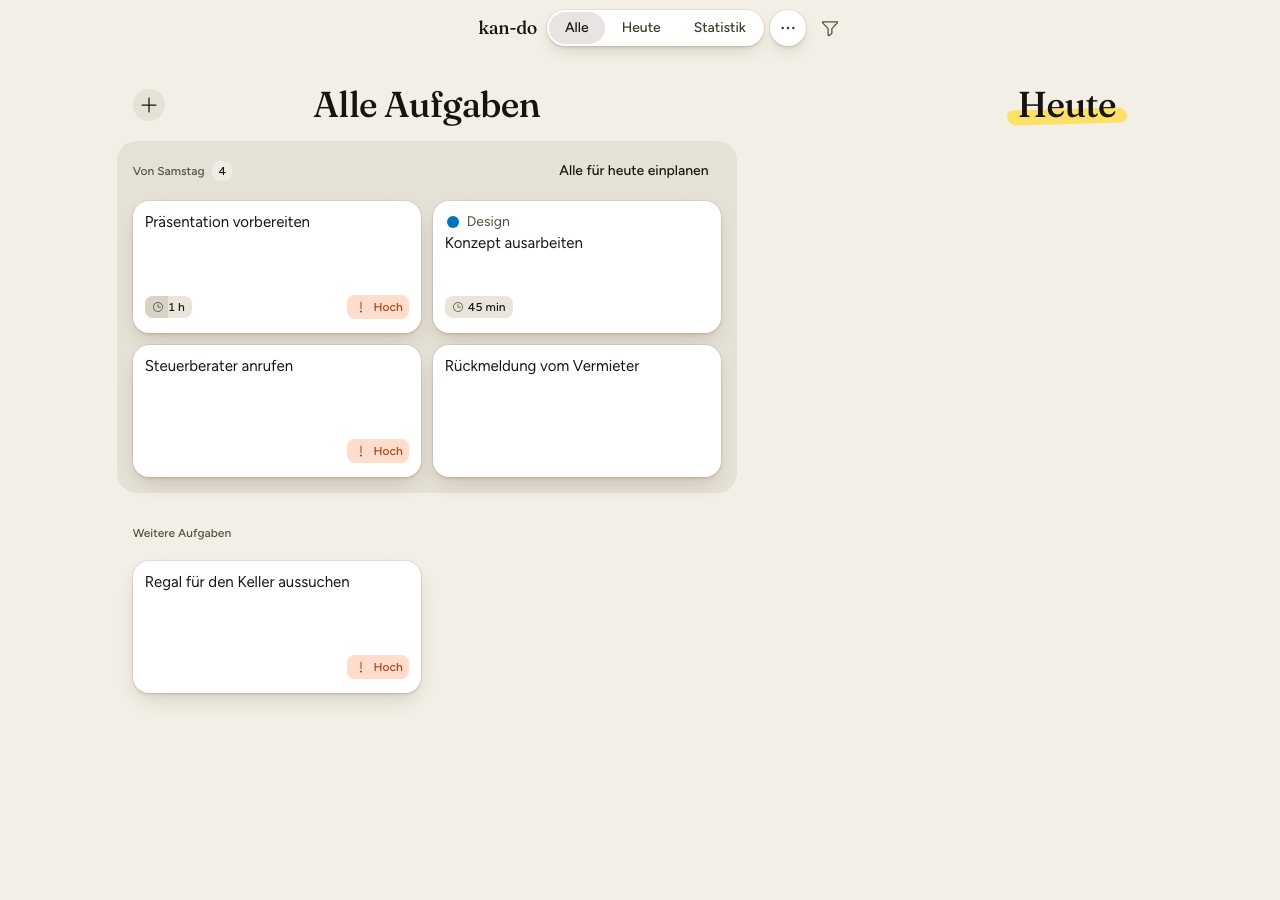 kan-do
Alle
Heute
Statistik
Alle Aufgaben
Heute
Von Samstag 4
Alle für heute einplanen
Präsentation vorbereiten
1 h
! Hoch
Design
Konzept ausarbeiten
45 min
Steuerberater anrufen
! Hoch
Rückmeldung vom Vermieter
Weitere Aufgaben
Regal für den Keller aussuchen
! Hoch